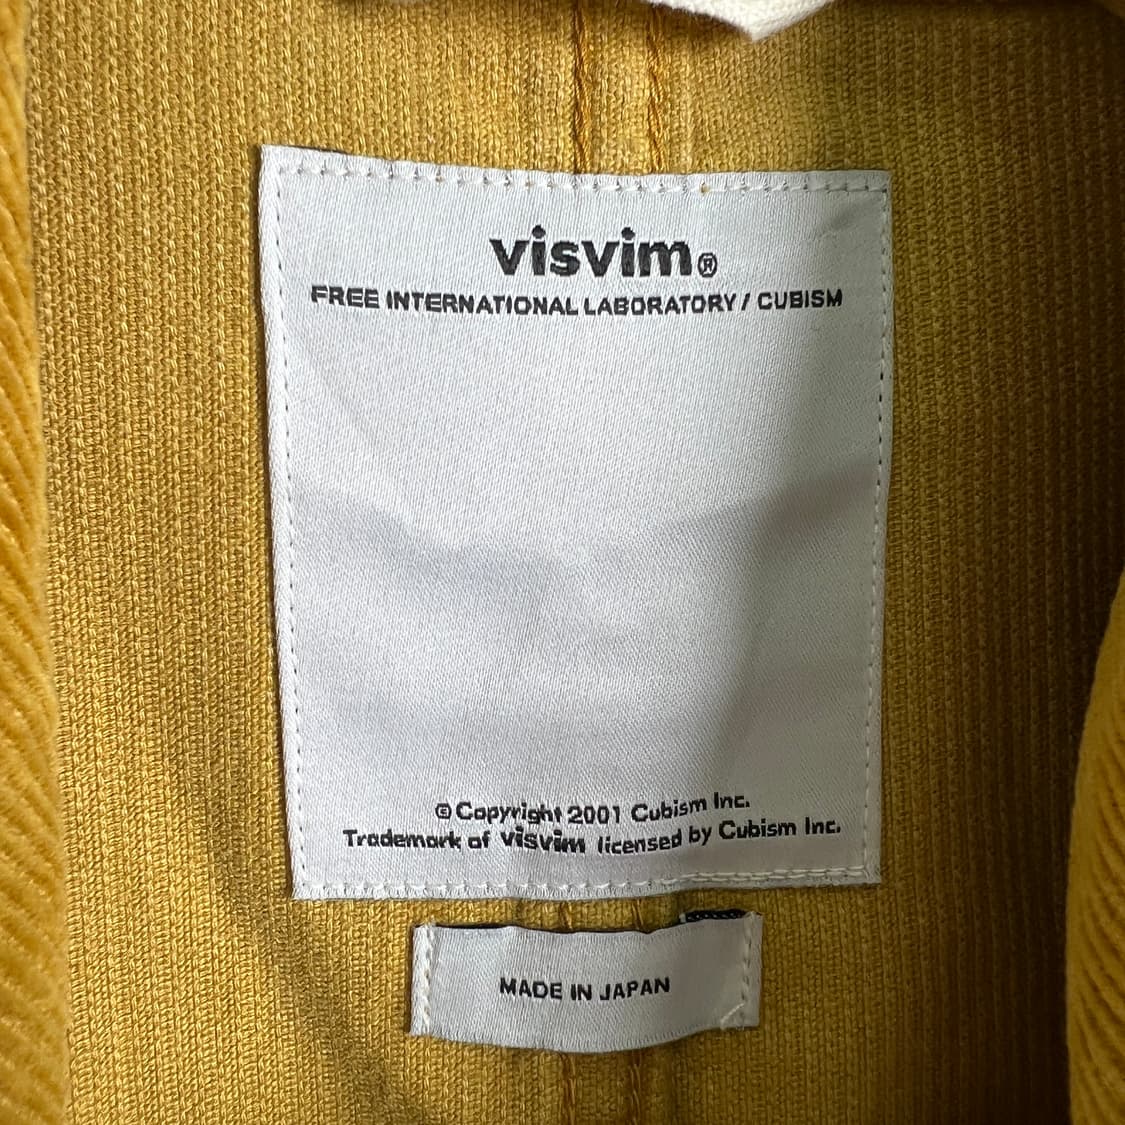 visvim®
FREE INTERNATIONAL LABORATORY / CUBISM
© Copyright 2001 Cubism Inc.
Trademark of visvim licensed by Cubism Inc.
MADE IN JAPAN